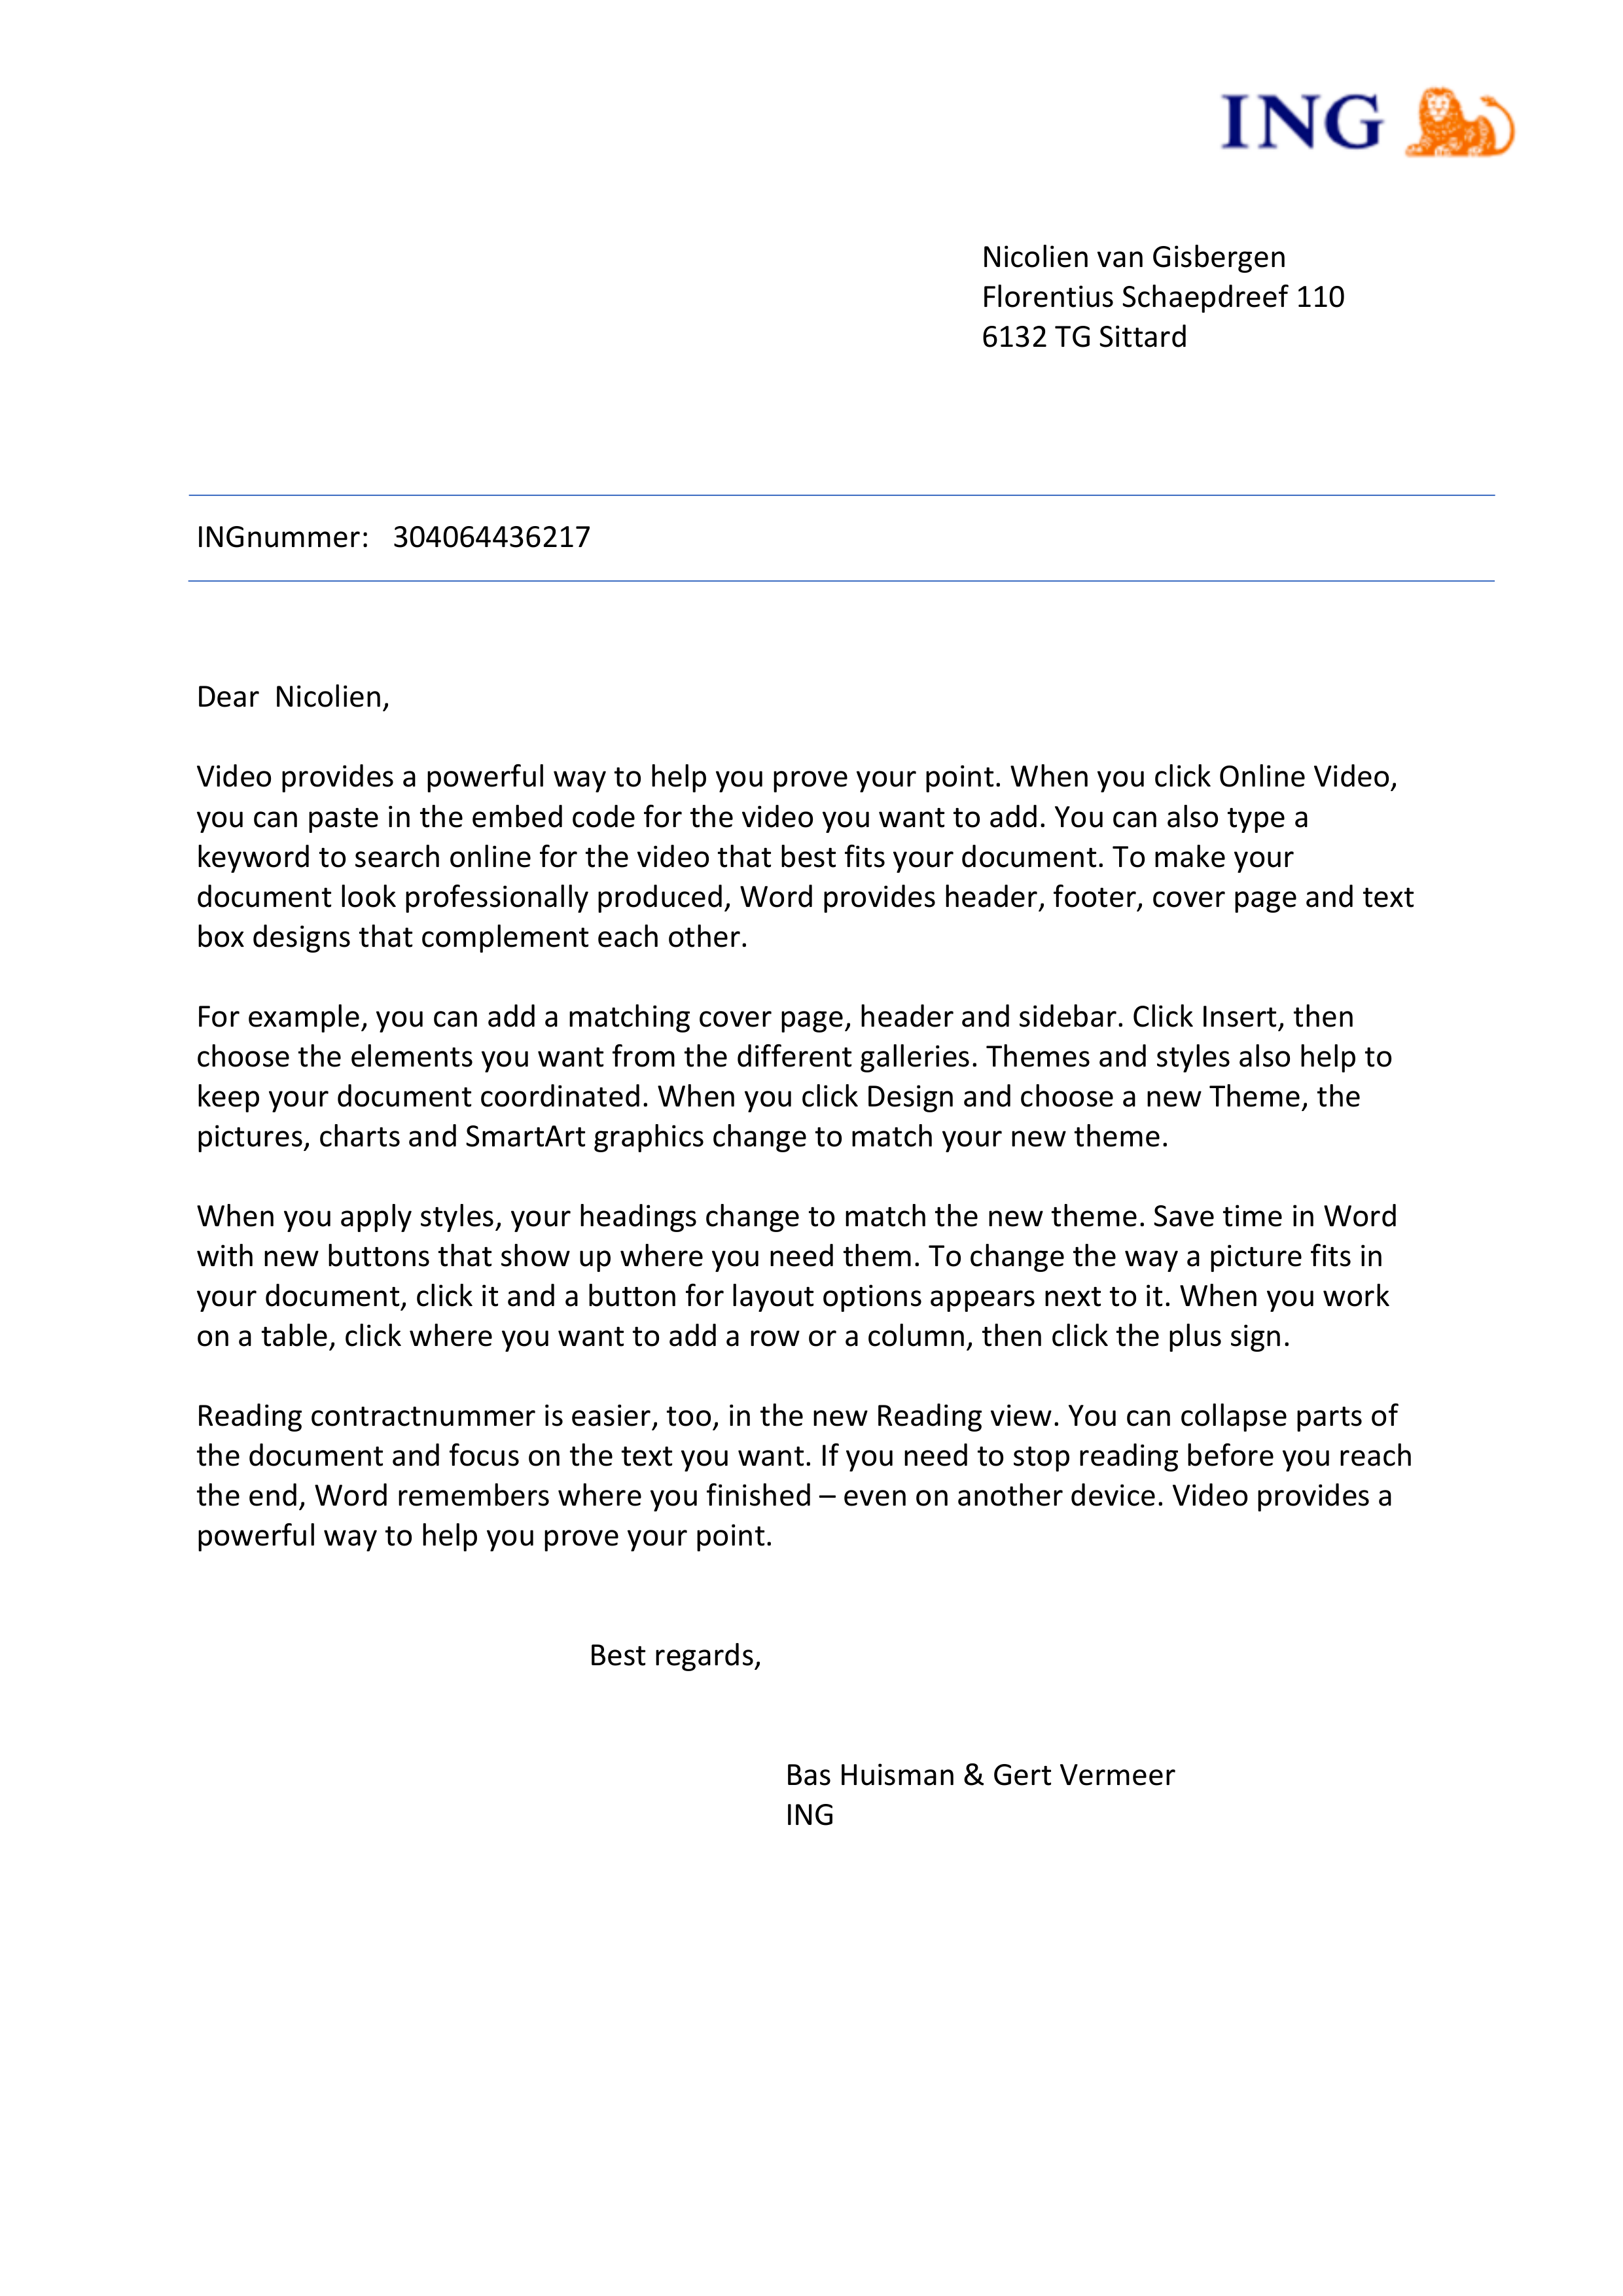 ING
Nicolien van Gisbergen
Florentius Schaepdreef 110
6132 TG Sittard
INGnummer: 304064436217
Dear  Nicolien,
Video provides a powerful way to help you prove your point. When you click Online Video,
you can paste in the embed code for the video you want to add. You can also type a
keyword to search online for the video that best fits your document. To make your
document look professionally produced, Word provides header, footer, cover page and text
box designs that complement each other.
For example, you can add a matching cover page, header and sidebar. Click Insert, then
choose the elements you want from the different galleries. Themes and styles also help to
keep your document coordinated. When you click Design and choose a new Theme, the
pictures, charts and SmartArt graphics change to match your new theme.
When you apply styles, your headings change to match the new theme. Save time in Word
with new buttons that show up where you need them. To change the way a picture fits in
your document, click it and a button for layout options appears next to it. When you work
on a table, click where you want to add a row or a column, then click the plus sign.
Reading contractnummer is easier, too, in the new Reading view. You can collapse parts of
the document and focus on the text you want. If you need to stop reading before you reach
the end, Word remembers where you finished – even on another device. Video provides a
powerful way to help you prove your point.
Best regards,
Bas Huisman & Gert Vermeer
ING